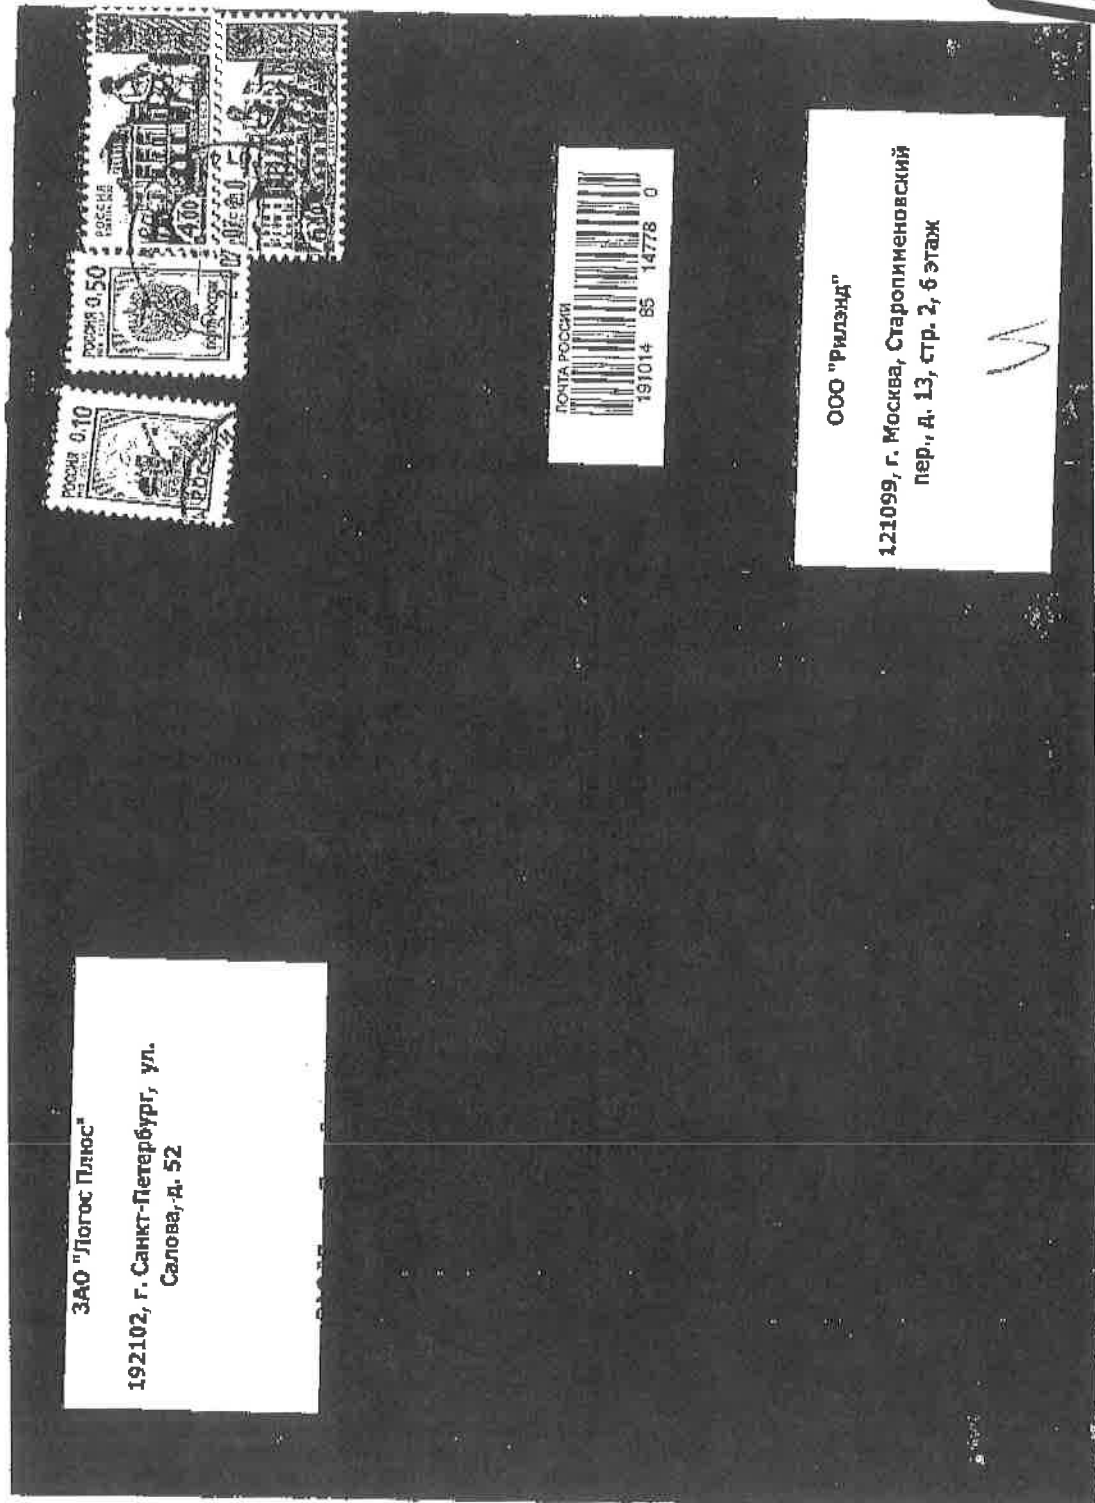 ЗАО "Логос Плюс"
192102, г. Санкт-Петербург, ул.
Салова, д. 52
РОССИЯ 0,10
РОССИЯ 0,50
РОССИЯ
4,00
ПОЧТА РОССИИ
191014 85 14778 0
ООО "Рилэнд"
121099, г. Москва, Старопименовский
пер., д. 13, стр. 2, 6 этаж